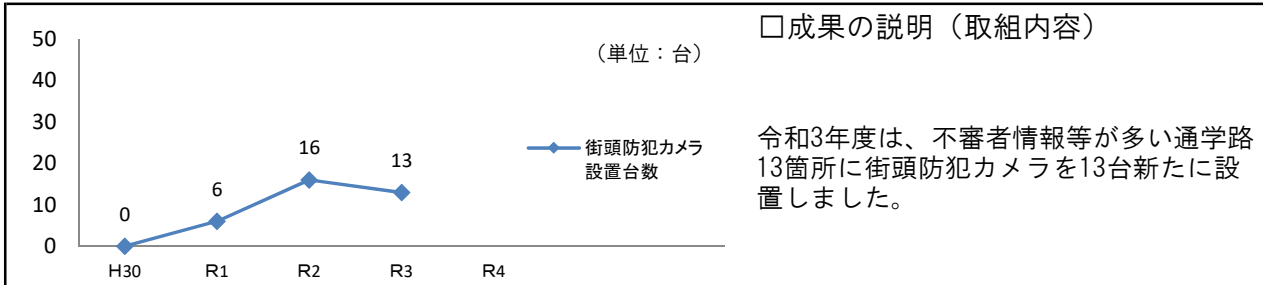 50
40
30
20
10
0
（単位：台）
0
6
16
13
街頭防犯カメラ
設置台数
H30 R1 R2 R3 R4
□成果の説明（取組内容）
令和3年度は、不審者情報等が多い通学路
13箇所に街頭防犯カメラを13台新たに設
置しました。